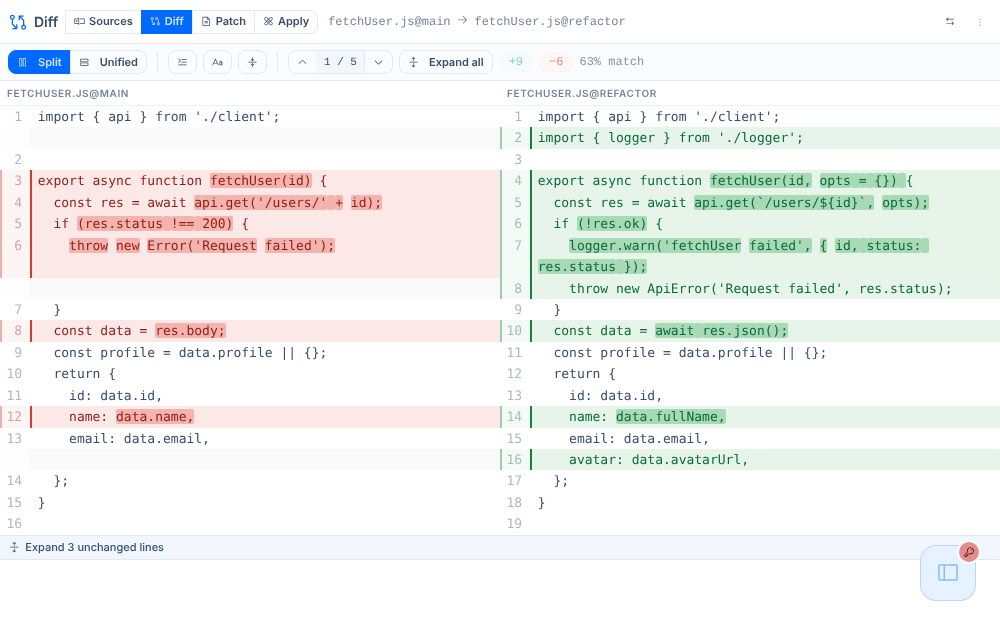 Diff Sources Diff Patch Apply fetchUser.js@main → fetchUser.js@refactor
Split Unified Aa 1 / 5 Expand all +9 −6 63% match
FETCHUSER.JS@MAIN
1 import { api } from './client';
2
3 export async function fetchUser(id) {
4 const res = await api.get('/users/' + id);
5 if (res.status !== 200) {
6 throw new Error('Request failed');
7 }
8 const data = res.body;
9 const profile = data.profile || {};
10 return {
11 id: data.id,
12 name: data.name,
13 email: data.email,
14 };
15 }
16
FETCHUSER.JS@REFACTOR
1 import { api } from './client';
2 import { logger } from './logger';
3
4 export async function fetchUser(id, opts = {}) {
5 const res = await api.get(`/users/${id}`, opts);
6 if (!res.ok) {
7 logger.warn('fetchUser failed', { id, status:
res.status });
8 throw new ApiError('Request failed', res.status);
9 }
10 const data = await res.json();
11 const profile = data.profile || {};
12 return {
13 id: data.id,
14 name: data.fullName,
15 email: data.email,
16 avatar: data.avatarUrl,
17 };
18 }
19
Expand 3 unchanged lines